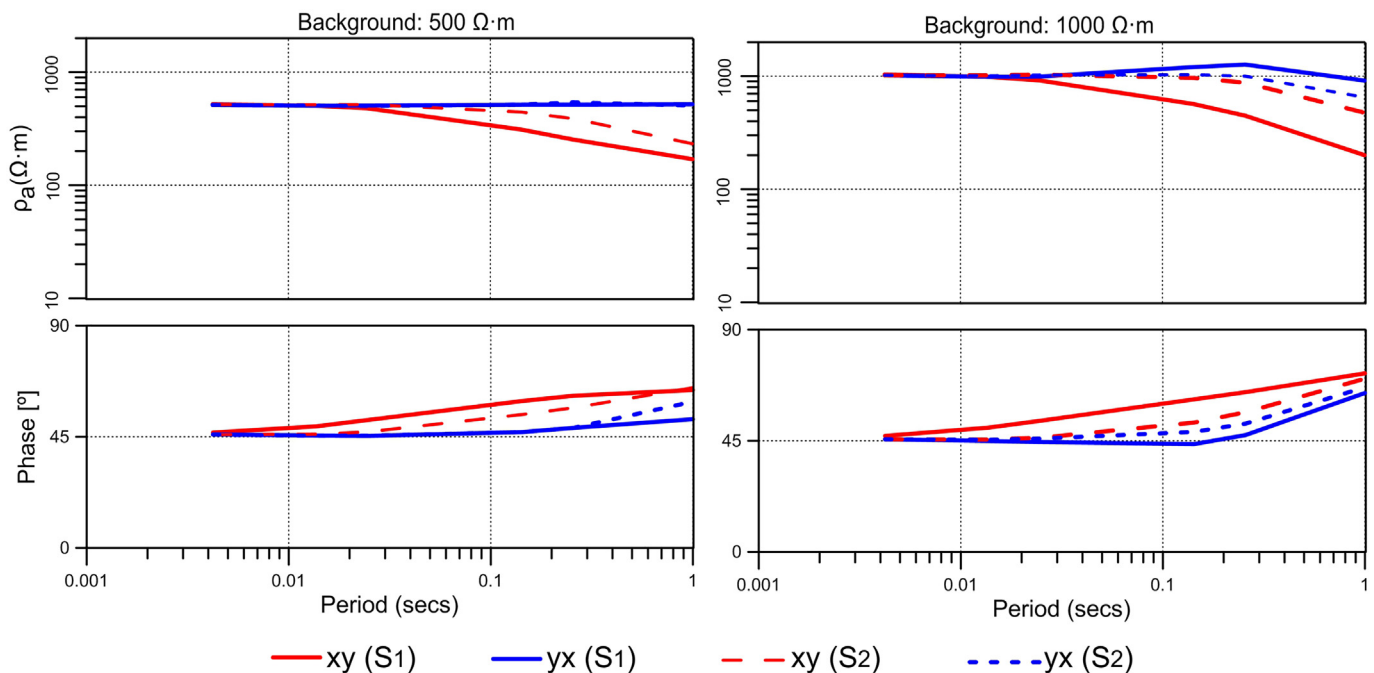 Background: 500 Ω·m
Background: 1000 Ω·m
ρa(Ω·m)
1000
100
10
1000
100
10
Phase [º]
90
45
0
90
45
0
0.001
0.01
0.1
1
0.001
0.01
0.1
1
Period (secs)
Period (secs)
xy (S1)
yx (S1)
xy (S2)
yx (S2)